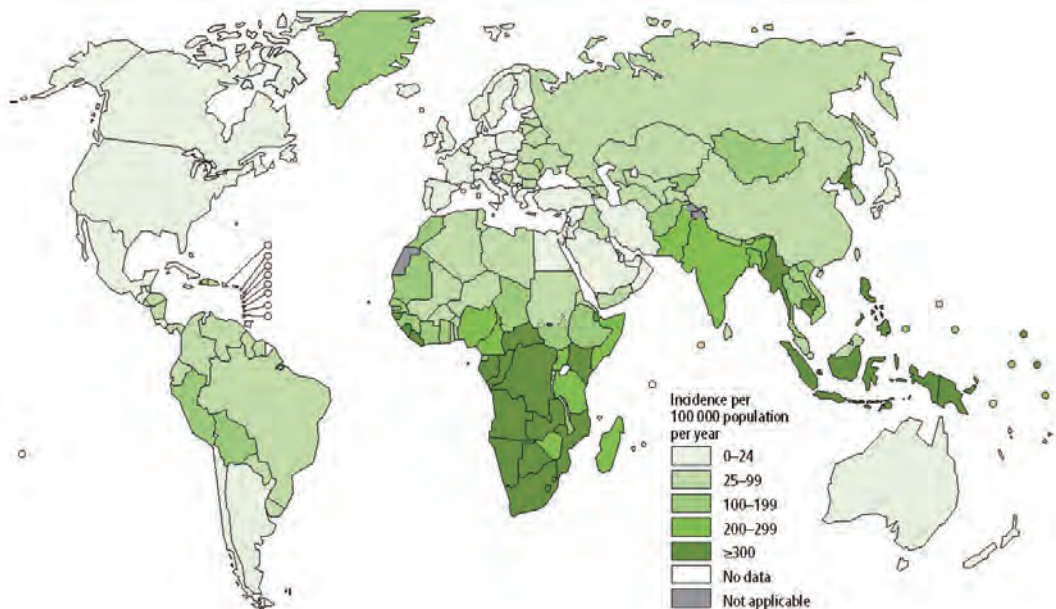 Incidence per
100 000 population
per year
0–24
25–99
100–199
200–299
≥300
No data
Not applicable